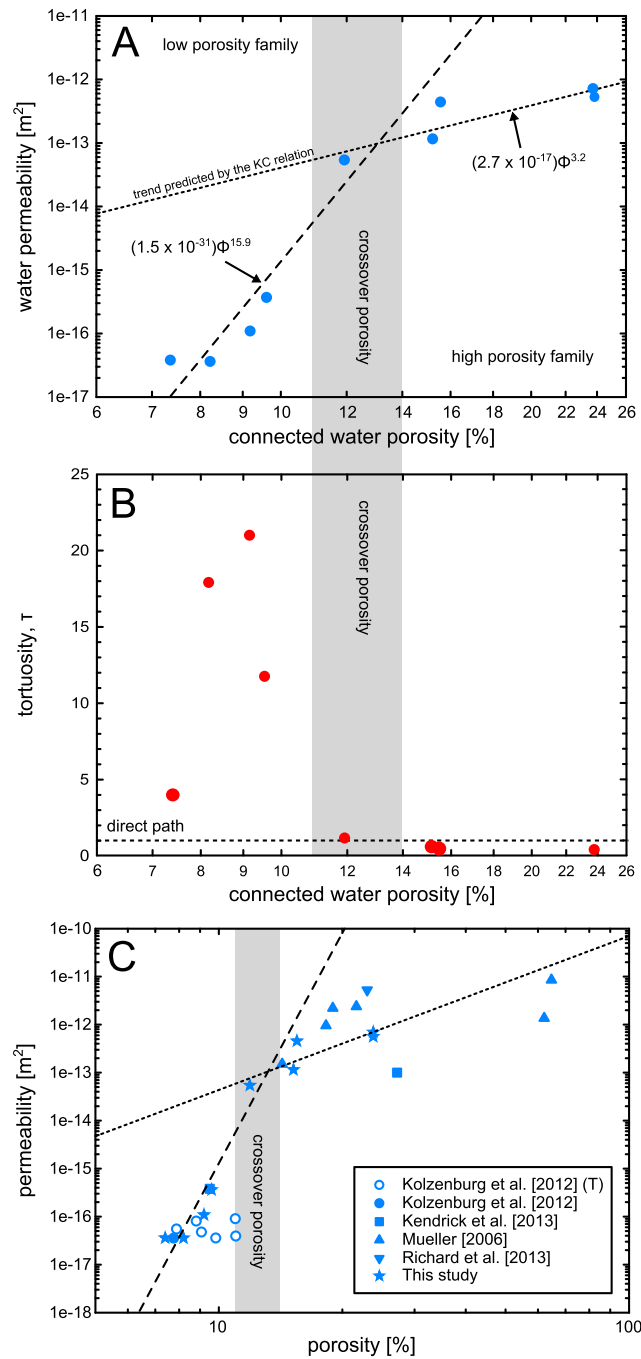 A
low porosity family
1e-11
1e-12
1e-13
1e-14
1e-15
1e-16
1e-17
water permeability [m²]
trend predicted by the KC relation
(2.7 x 10⁻¹⁷)Φ³·²
(1.5 x 10⁻³¹)Φ¹⁵·⁹
crossover porosity
high porosity family
6 7 8 9 10 12 14 16 18 20 22 24 26
connected water porosity [%]
B
25
20
15
10
5
0
tortuosity, τ
crossover porosity
direct path
6 7 8 9 10 12 14 16 18 20 22 24 26
connected water porosity [%]
C
1e-10
1e-11
1e-12
1e-13
1e-14
1e-15
1e-16
1e-17
1e-18
permeability [m²]
crossover porosity
Kolzenburg et al. [2012] (T)
Kolzenburg et al. [2012]
Kendrick et al. [2013]
Mueller [2006]
Richard et al. [2013]
This study
10 100
porosity [%]